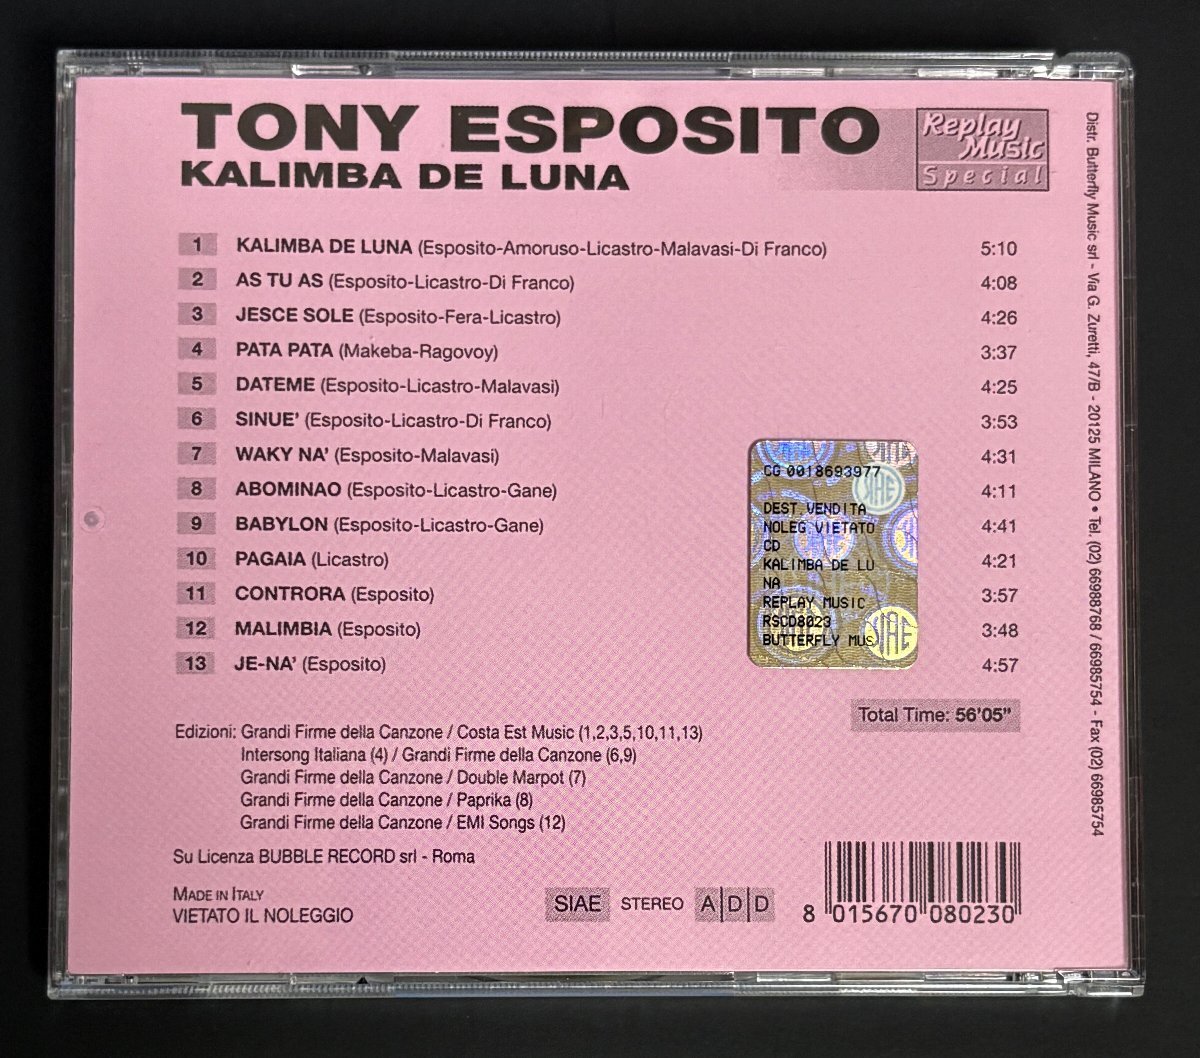 TONY ESPOSITO
KALIMBA DE LUNA
Replay
Music
Special
1 KALIMBA DE LUNA (Esposito-Amoruso-Licastro-Malavasi-Di Franco) 5:10
2 AS TU AS (Esposito-Licastro-Di Franco) 4:08
3 JESCE SOLE (Esposito-Fera-Licastro) 4:26
4 PATA PATA (Makeba-Ragovoy) 3:37
5 DATEME (Esposito-Licastro-Malavasi) 4:25
6 SINUE' (Esposito-Licastro-Di Franco) 3:53
7 WAKY NA' (Esposito-Malavasi) 4:31
8 ABOMINAO (Esposito-Licastro-Gane) 4:11
9 BABYLON (Esposito-Licastro-Gane) 4:41
10 PAGAIA (Licastro) 4:21
11 CONTRORA (Esposito) 3:57
12 MALIMBIA (Esposito) 3:48
13 JE-NA' (Esposito) 4:57
CG 0018693977
DEST.VENDITA
NOLEG VIETATO
CD
KALIMBA DE LU
NA
REPLAY MUSIC
RSCD8023
BUTTERFLY MUS
SIAE
SIAE
Total Time: 56'05"
Edizioni: Grandi Firme della Canzone / Costa Est Music (1,2,3,5,10,11,13)
Intersong Italiana (4) / Grandi Firme della Canzone (6,9)
Grandi Firme della Canzone / Double Marpot (7)
Grandi Firme della Canzone / Paprika (8)
Grandi Firme della Canzone / EMI Songs (12)
Su Licenza BUBBLE RECORD srl - Roma
MADE IN ITALY
VIETATO IL NOLEGGIO
SIAE STEREO A D D
8 015670 080230
Distr. Butterfly Music srl - Via G. Zuretti, 47/B - 20125 MILANO • Tel. (02) 66988768 / 66985754 - Fax (02) 66985754